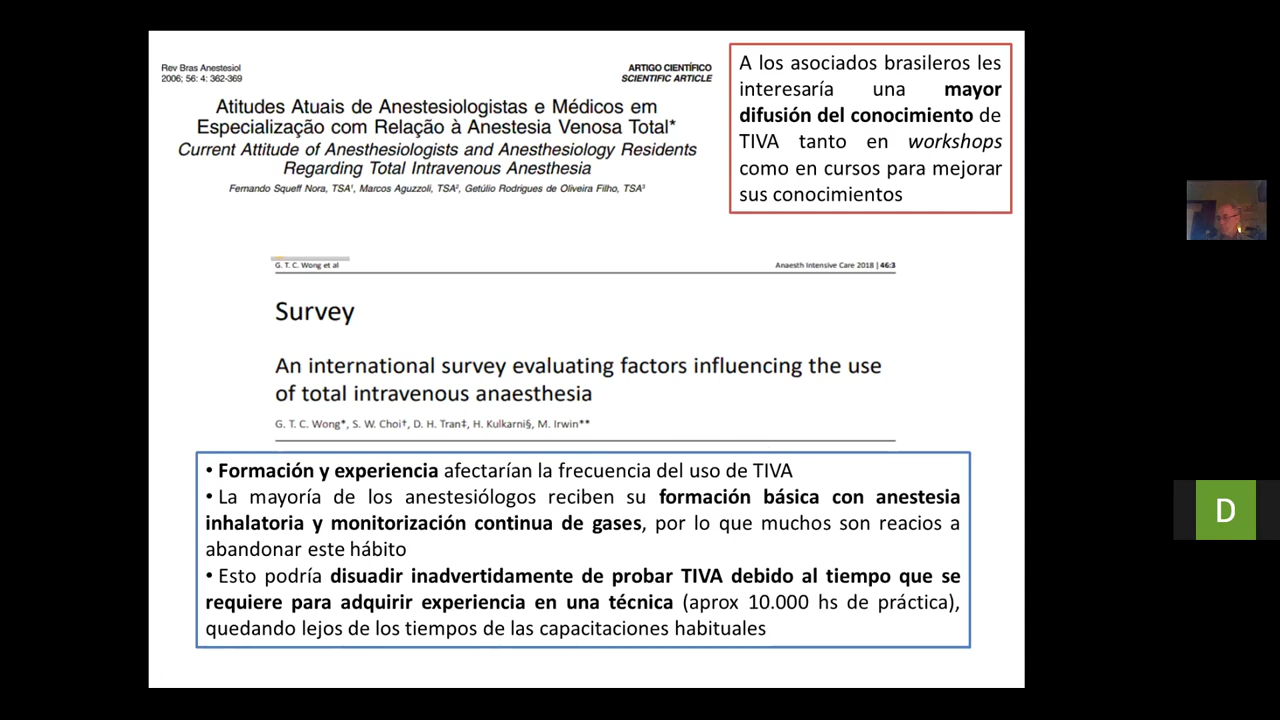 Rev Bras Anestesiol
2006; 56: 4: 362-369
ARTIGO CIENTÍFICO
SCIENTIFIC ARTICLE
Atitudes Atuais de Anestesiologistas e Médicos em
Especialização com Relação à Anestesia Venosa Total*
Current Attitude of Anesthesiologists and Anesthesiology Residents
Regarding Total Intravenous Anesthesia
Fernando Squeff Nora, TSA¹, Marcos Aguzzoli, TSA², Getúlio Rodrigues de Oliveira Filho, TSA³
A los asociados brasileros les
interesaría una mayor
difusión del conocimiento de
TIVA tanto en workshops
como en cursos para mejorar
sus conocimientos
G. T. C. Wong et al
Anaesth Intensive Care 2018 | 46:3
Survey
An international survey evaluating factors influencing the use
of total intravenous anaesthesia
G. T. C. Wong*, S. W. Choi†, D. H. Tran‡, H. Kulkarni§, M. Irwin**
• Formación y experiencia afectarían la frecuencia del uso de TIVA
• La mayoría de los anestesiólogos reciben su formación básica con anestesia
inhalatoria y monitorización continua de gases, por lo que muchos son reacios a
abandonar este hábito
• Esto podría disuadir inadvertidamente de probar TIVA debido al tiempo que se
requiere para adquirir experiencia en una técnica (aprox 10.000 hs de práctica),
quedando lejos de los tiempos de las capacitaciones habituales
D